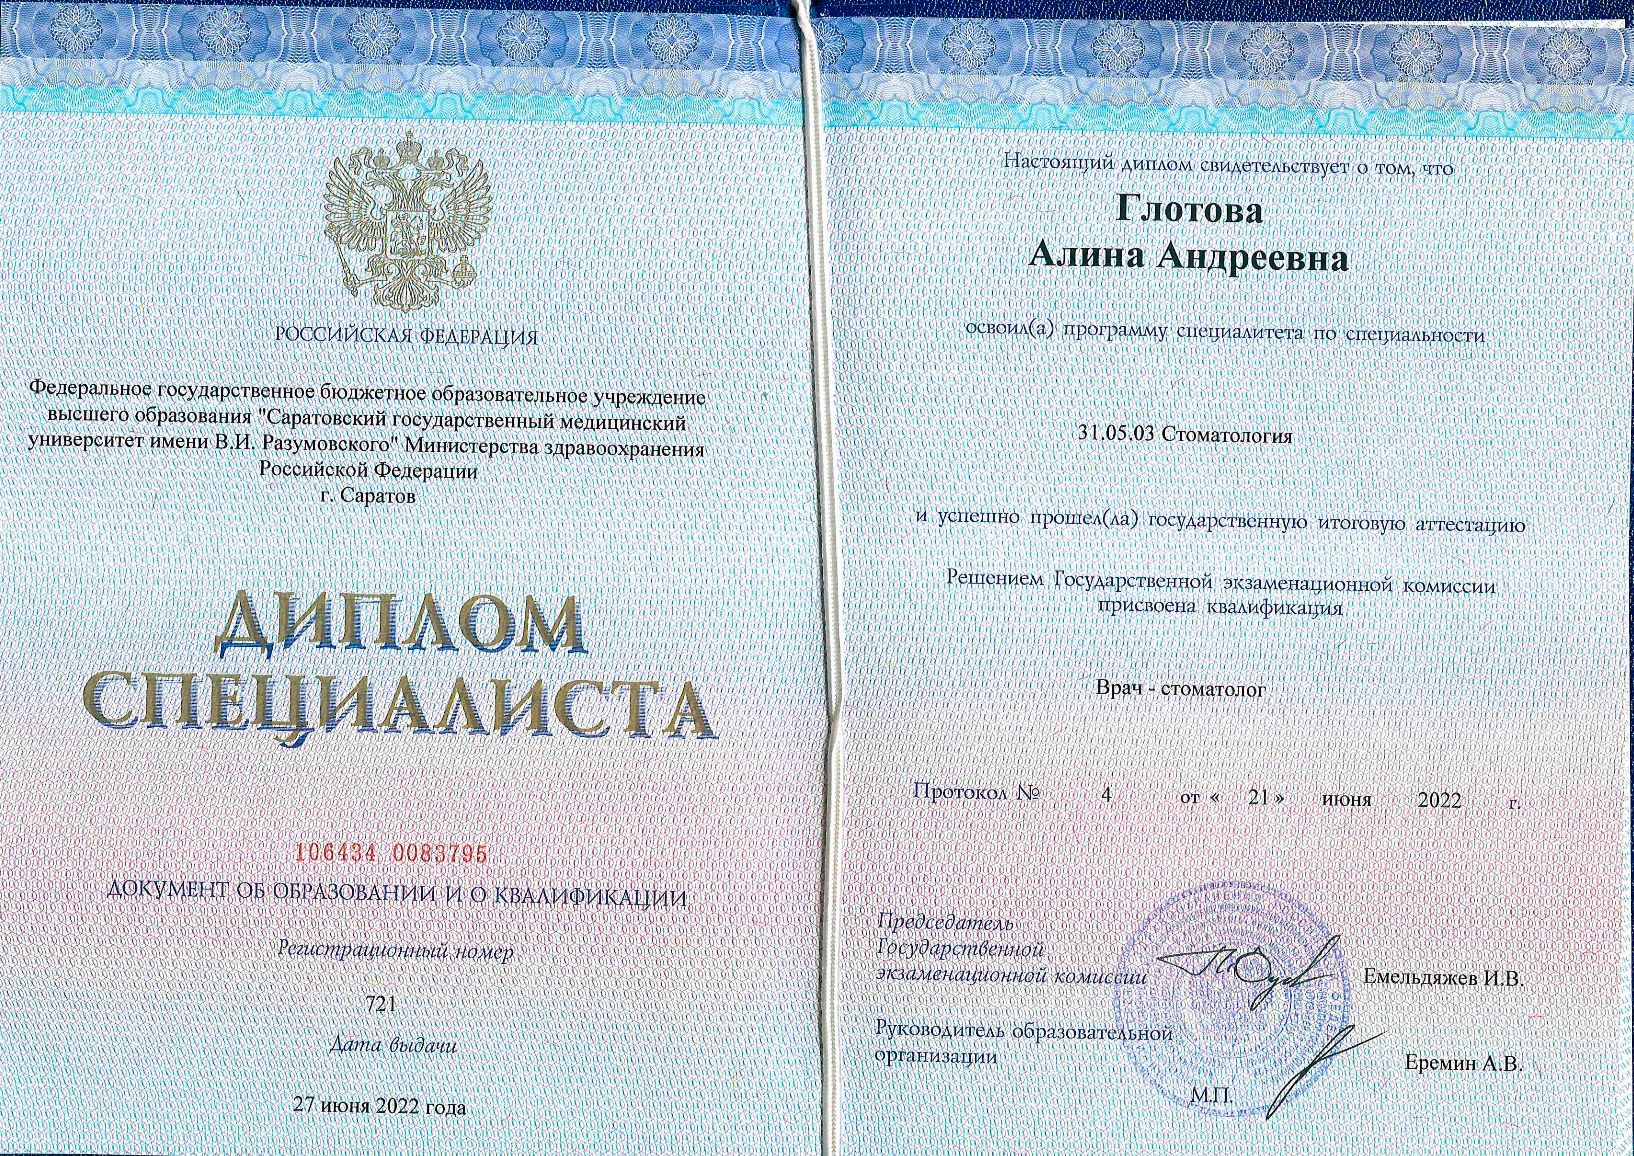 РОССИЙСКАЯ ФЕДЕРАЦИЯ
Федеральное государственное бюджетное образовательное учреждение
высшего образования "Саратовский государственный медицинский
университет имени В.И. Разумовского" Министерства здравоохранения
Российской Федерации
г. Саратов
ДИПЛОМ
СПЕЦИАЛИСТА
106434 0083795
ДОКУМЕНТ ОБ ОБРАЗОВАНИИ И О КВАЛИФИКАЦИИ
Регистрационный номер
721
Дата выдачи
27 июня 2022 года
Настоящий диплом свидетельствует о том, что
Глотова
Алина Андреевна
освоил(а) программу специалитета по специальности
31.05.03 Стоматология
и успешно прошел(ла) государственную итоговую аттестацию
Решением Государственной экзаменационной комиссии
присвоена квалификация
Врач - стоматолог
Протокол № 4 от « 21 » июня 2022 г.
Председатель
Государственной
экзаменационной комиссии Емельдяжев И.В.
Руководитель образовательной
организации Еремин А.В.
М.П.